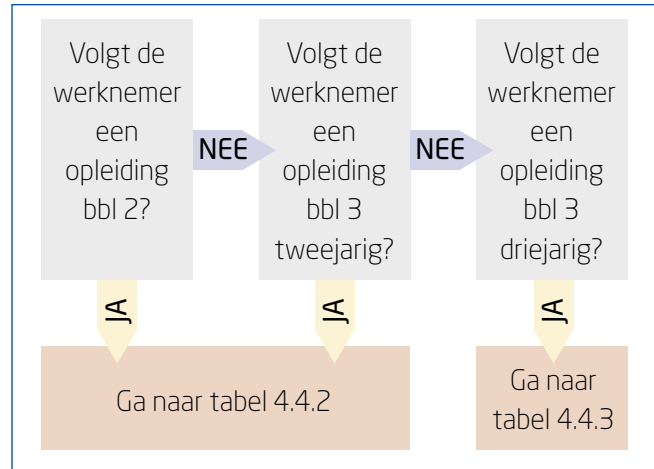 Volgt de
werknemer
een
opleiding
bbl 2?
NEE
Volgt de
werknemer
een
opleiding
bbl 3
tweejarig?
NEE
Volgt de
werknemer
een
opleiding
bbl 3
driejarig?
JA
JA
JA
Ga naar tabel 4.4.2
Ga naar
tabel 4.4.3